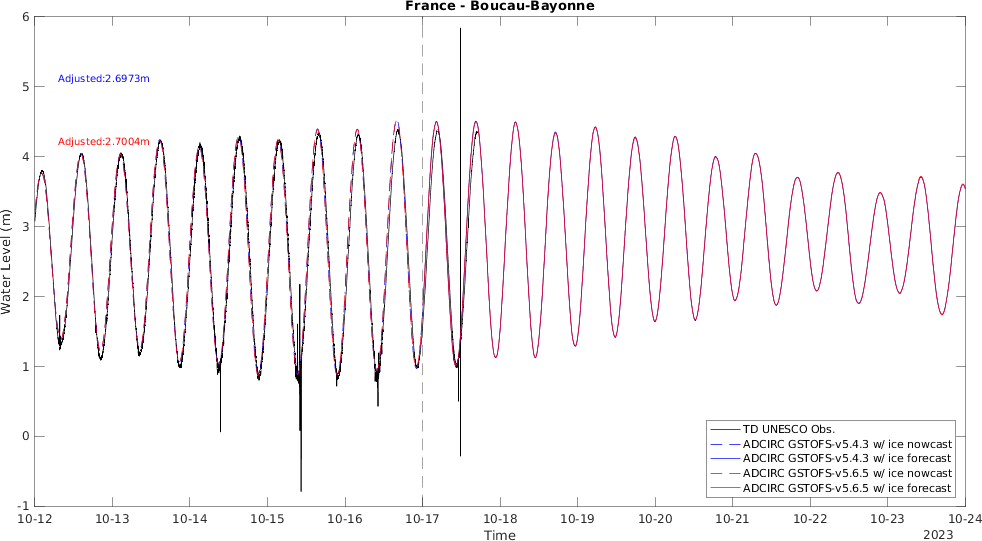 France - Boucau-Bayonne
6
5
4
3
2
1
0
-1
Water Level (m)
Adjusted:2.6973m
Adjusted:2.7004m
TD UNESCO Obs.
ADCIRC GSTOFS-v5.4.3 w/ ice nowcast
ADCIRC GSTOFS-v5.4.3 w/ ice forecast
ADCIRC GSTOFS-v5.6.5 w/ ice nowcast
ADCIRC GSTOFS-v5.6.5 w/ ice forecast
10-12 10-13 10-14 10-15 10-16 10-17 10-18 10-19 10-20 10-21 10-22 10-23 10-24
Time
2023